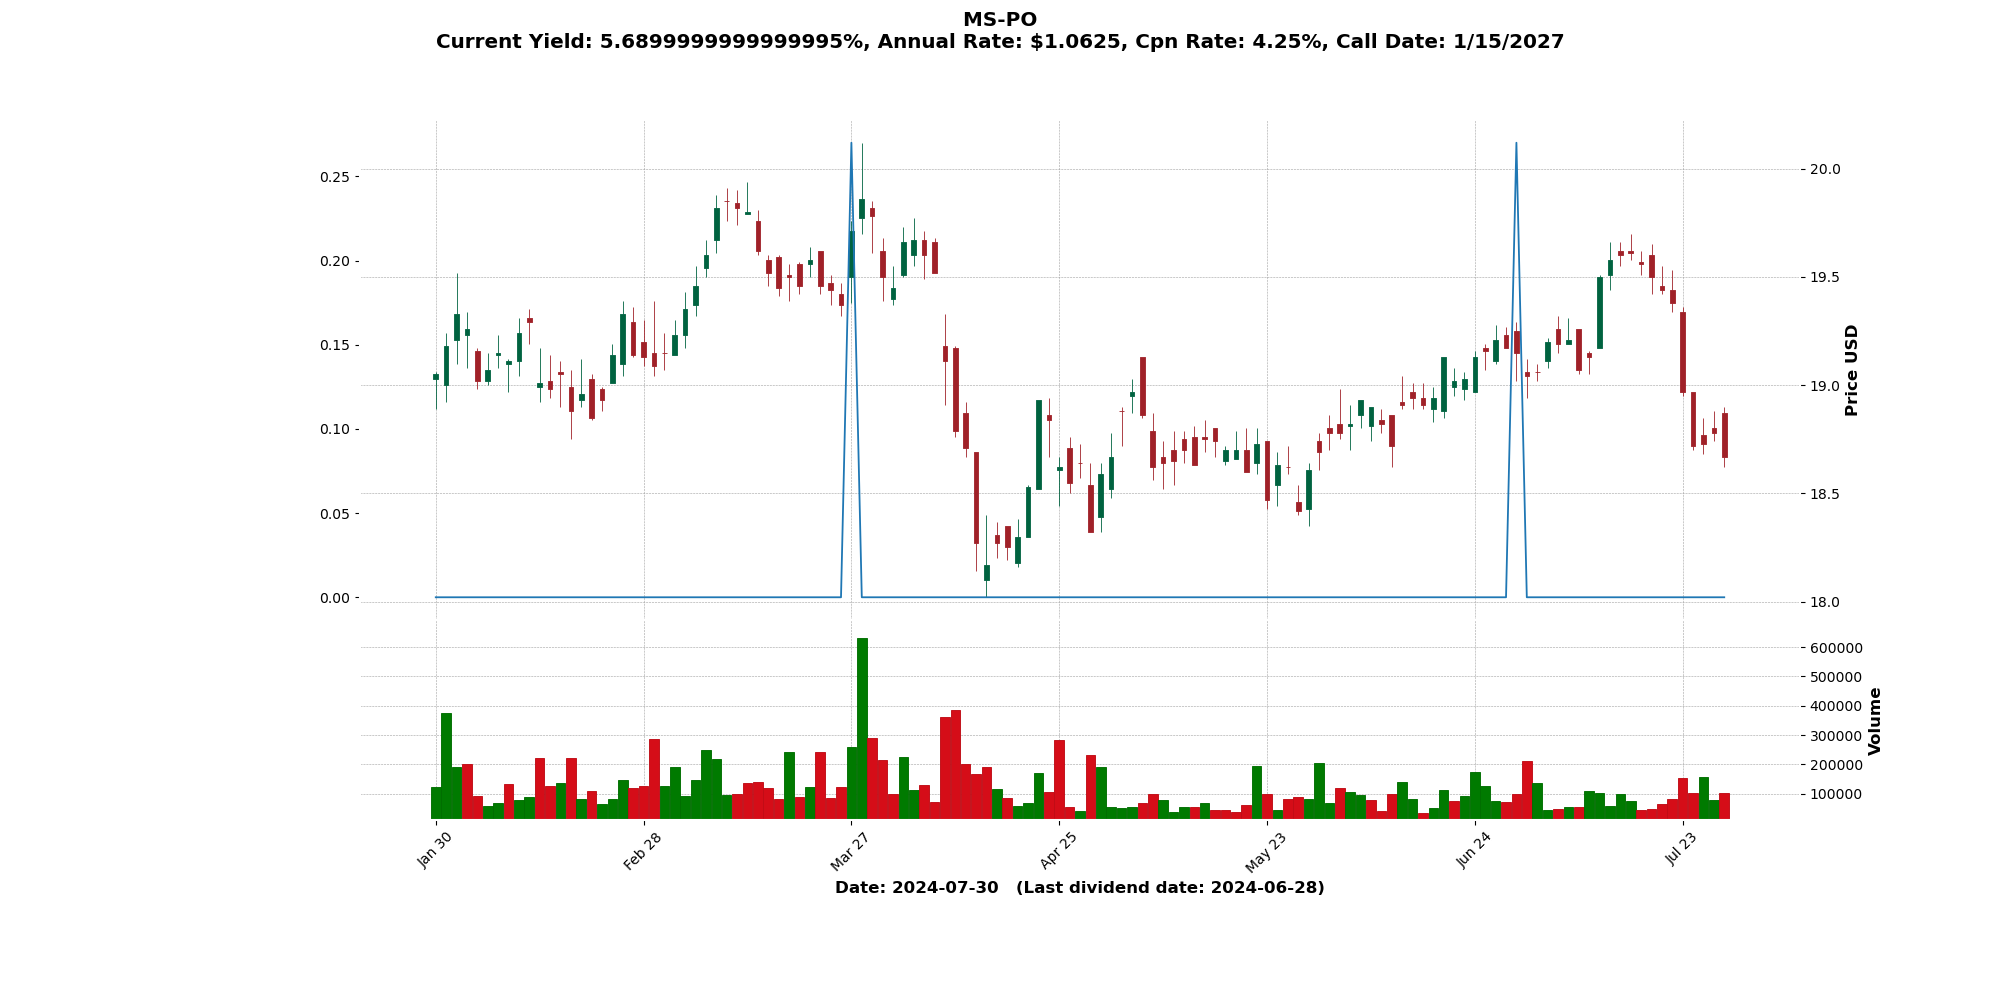 MS-PO
Current Yield: 5.6899999999999995%, Annual Rate: $1.0625, Cpn Rate: 4.25%, Call Date: 1/15/2027
0.25
0.20
0.15
0.10
0.05
0.00
20.0
19.5
19.0
18.5
18.0
Price USD
600000
500000
400000
300000
200000
100000
Volume
Jan 30
Feb 28
Mar 27
Apr 25
May 23
Jun 24
Jul 23
Date: 2024-07-30   (Last dividend date: 2024-06-28)